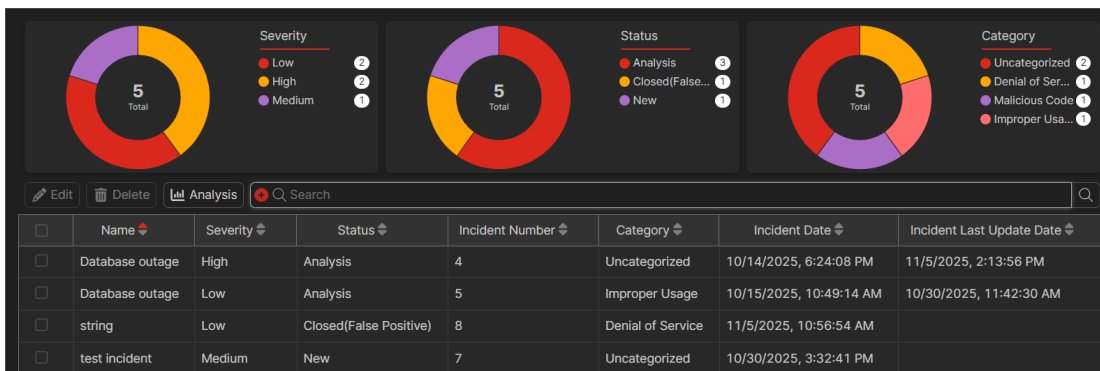 Severity
5
Total
Low 2
High 2
Medium 1
Status
5
Total
Analysis 3
Closed(False... 1
New 1
Category
5
Total
Uncategorized 2
Denial of Ser... 1
Malicious Code 1
Improper Usa... 1
Edit Delete Analysis Search
Name Severity Status Incident Number Category Incident Date Incident Last Update Date
Database outage High Analysis 4 Uncategorized 10/14/2025, 6:24:08 PM 11/5/2025, 2:13:56 PM
Database outage Low Analysis 5 Improper Usage 10/15/2025, 10:49:14 AM 10/30/2025, 11:42:30 AM
string Low Closed(False Positive) 8 Denial of Service 11/5/2025, 10:56:54 AM
test incident Medium New 7 Uncategorized 10/30/2025, 3:32:41 PM